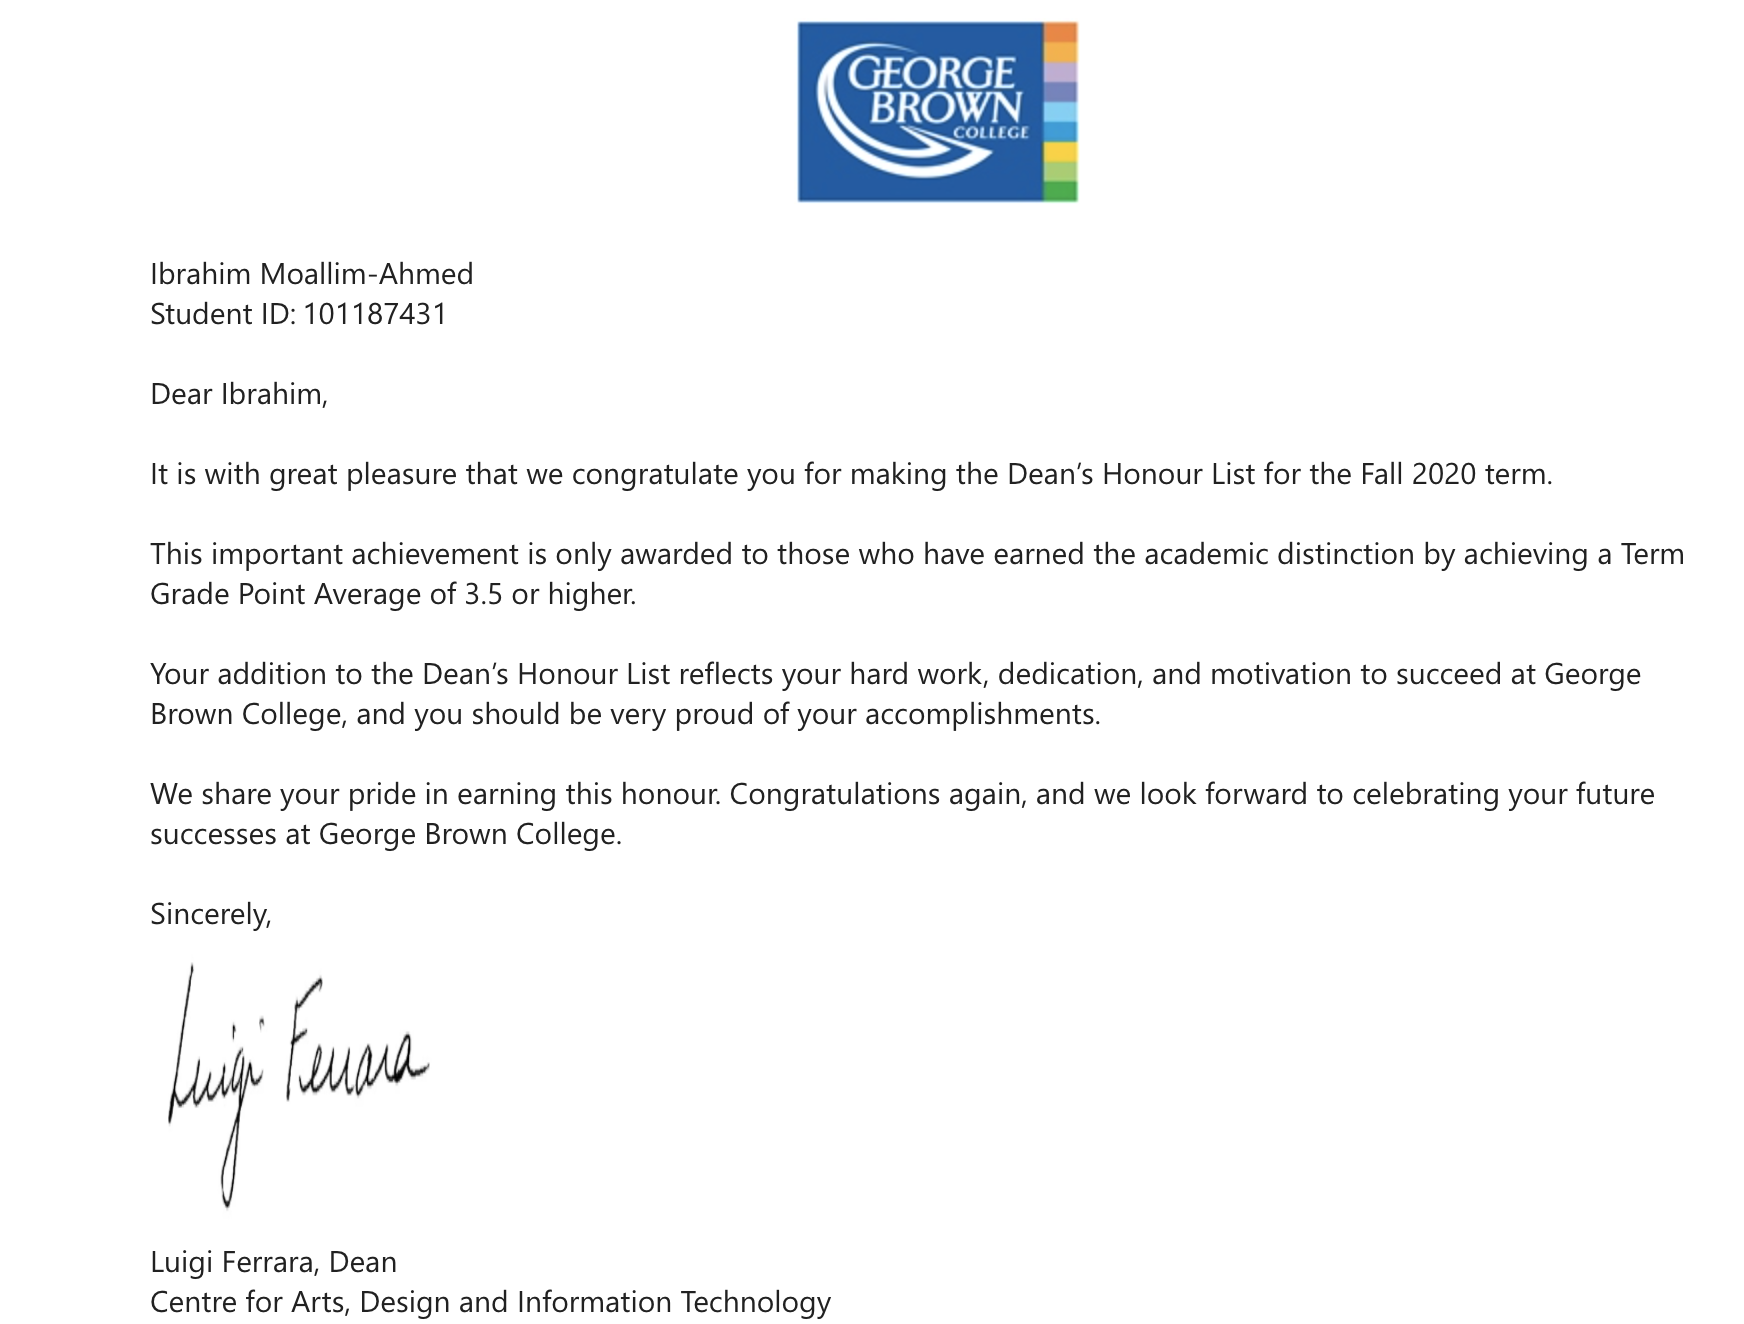 GEORGE
BROWN
COLLEGE
Ibrahim Moallim-Ahmed
Student ID: 101187431
Dear Ibrahim,
It is with great pleasure that we congratulate you for making the Dean’s Honour List for the Fall 2020 term.
This important achievement is only awarded to those who have earned the academic distinction by achieving a Term
Grade Point Average of 3.5 or higher.
Your addition to the Dean’s Honour List reflects your hard work, dedication, and motivation to succeed at George
Brown College, and you should be very proud of your accomplishments.
We share your pride in earning this honour. Congratulations again, and we look forward to celebrating your future
successes at George Brown College.
Sincerely,
Luigi Ferrara
Luigi Ferrara, Dean
Centre for Arts, Design and Information Technology